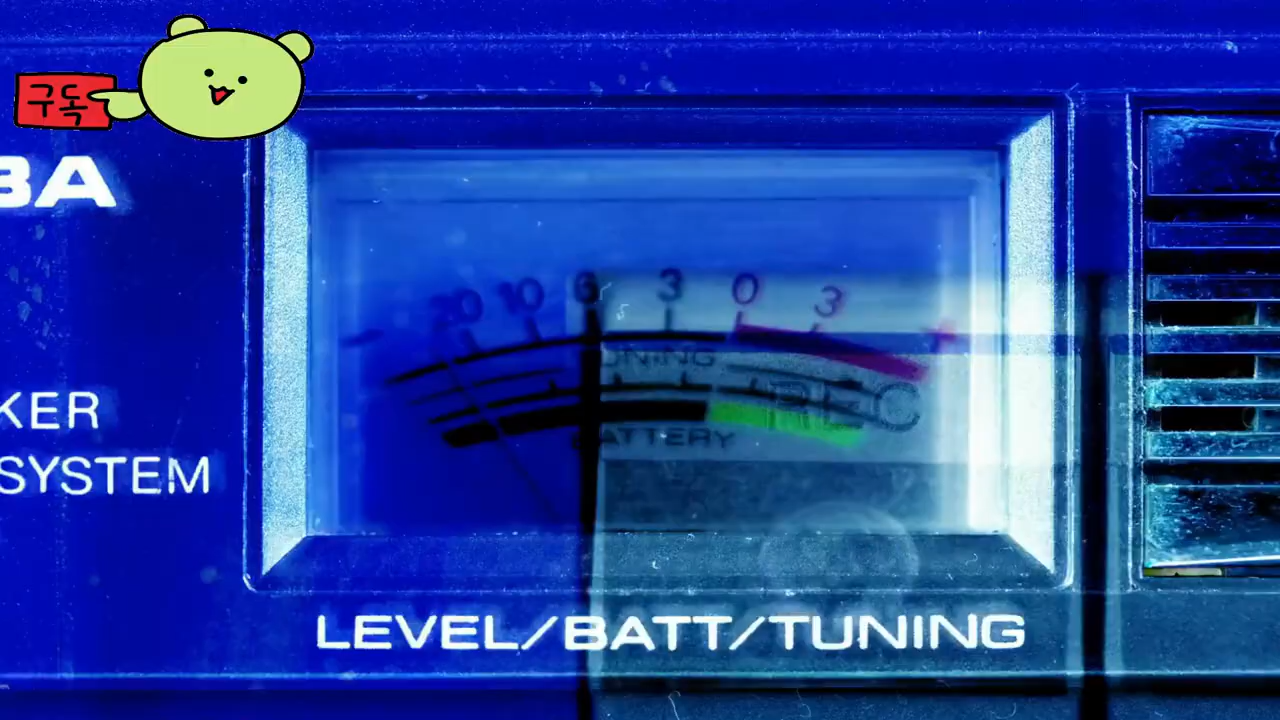 구독
BA
20 10 6 3 0 3 +
TUNING
REC
BATTERY
KER
SYSTEM
LEVEL/BATT/TUNING